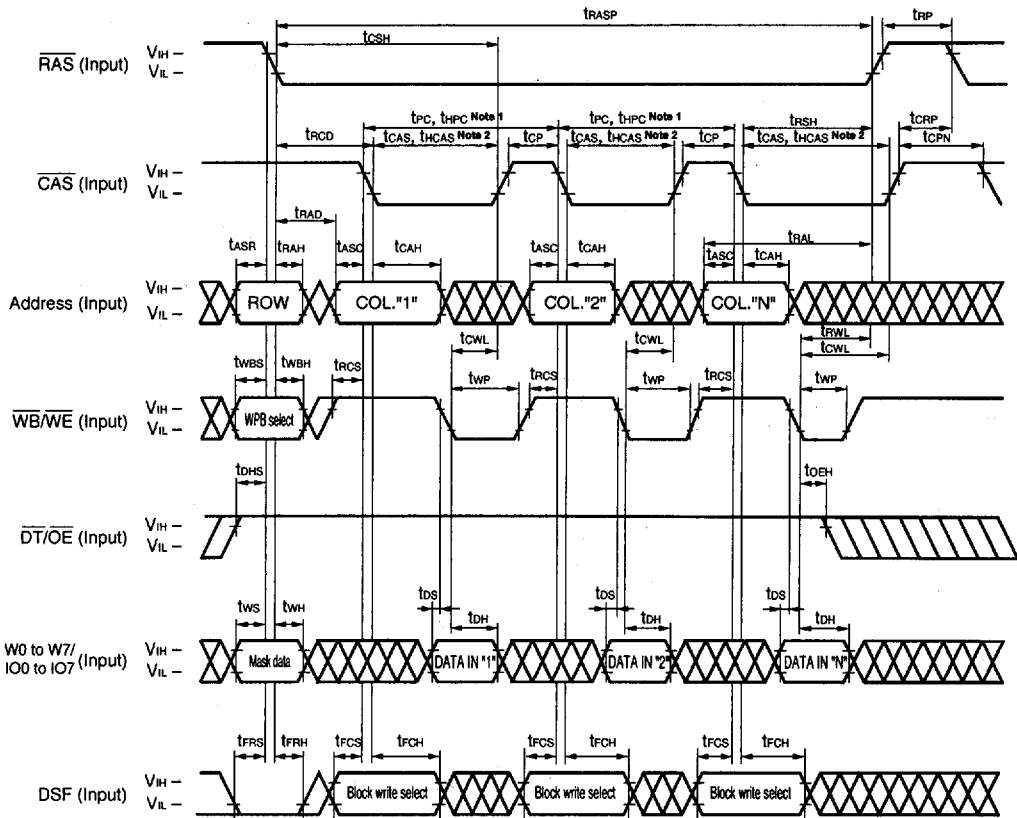 tRASP tRP
tCSH
RAS (Input) VIH
VIL
tPC, tHPC Note 1 tPC, tHPC Note 1 tRSH tCRP
tRCD tCAS, tHCAS Note 2 tCP tCAS, tHCAS Note 2 tCP tCAS, tHCAS Note 2 tCPN
CAS (Input) VIH
VIL
tRAD tRAL
tASR tRAH tASC tCAH tASC tCAH tASC tCAH
Address (Input) VIH
VIL
ROW COL."1" COL."2" COL."N"
tCWL tCWL tRWL
tCWL
tWBS tWBH tRCS tWP tRCS tWP tRCS tWP
WB/WE (Input) VIH
VIL
WPB select
tDHS tOEH
DT/OE (Input) VIH
VIL
tWS tWH tDS tDH tDS tDH tDS tDH
W0 to W7/
IO0 to IO7 (Input) VIH
VIL
Mask data DATA IN "1" DATA IN "2" DATA IN "N"
tFRS tFRH tFCS tFCH tFCS tFCH tFCS tFCH
DSF (Input) VIH
VIL
Block write select Block write select Block write select